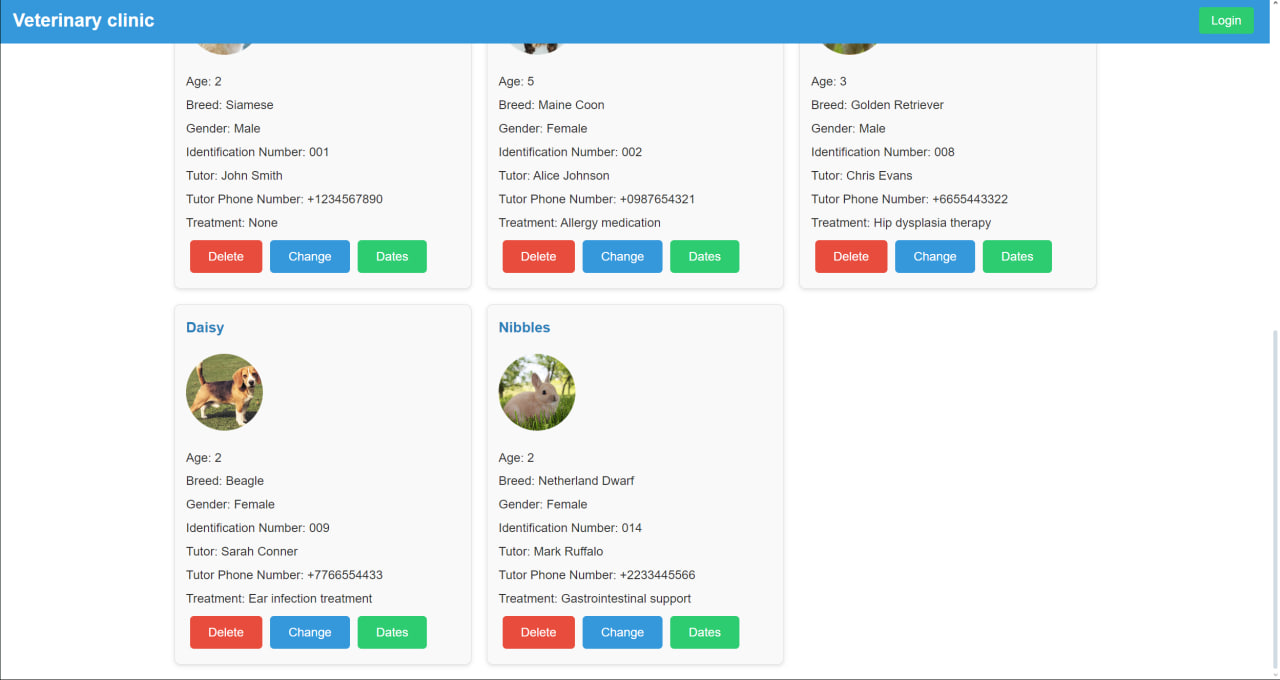 Veterinary clinic
Login
Age: 2
Breed: Siamese
Gender: Male
Identification Number: 001
Tutor: John Smith
Tutor Phone Number: +1234567890
Treatment: None
Delete Change Dates
Age: 5
Breed: Maine Coon
Gender: Female
Identification Number: 002
Tutor: Alice Johnson
Tutor Phone Number: +0987654321
Treatment: Allergy medication
Delete Change Dates
Age: 3
Breed: Golden Retriever
Gender: Male
Identification Number: 008
Tutor: Chris Evans
Tutor Phone Number: +6655443322
Treatment: Hip dysplasia therapy
Delete Change Dates
Daisy
Age: 2
Breed: Beagle
Gender: Female
Identification Number: 009
Tutor: Sarah Conner
Tutor Phone Number: +7766554433
Treatment: Ear infection treatment
Delete Change Dates
Nibbles
Age: 2
Breed: Netherland Dwarf
Gender: Female
Identification Number: 014
Tutor: Mark Ruffalo
Tutor Phone Number: +2233445566
Treatment: Gastrointestinal support
Delete Change Dates